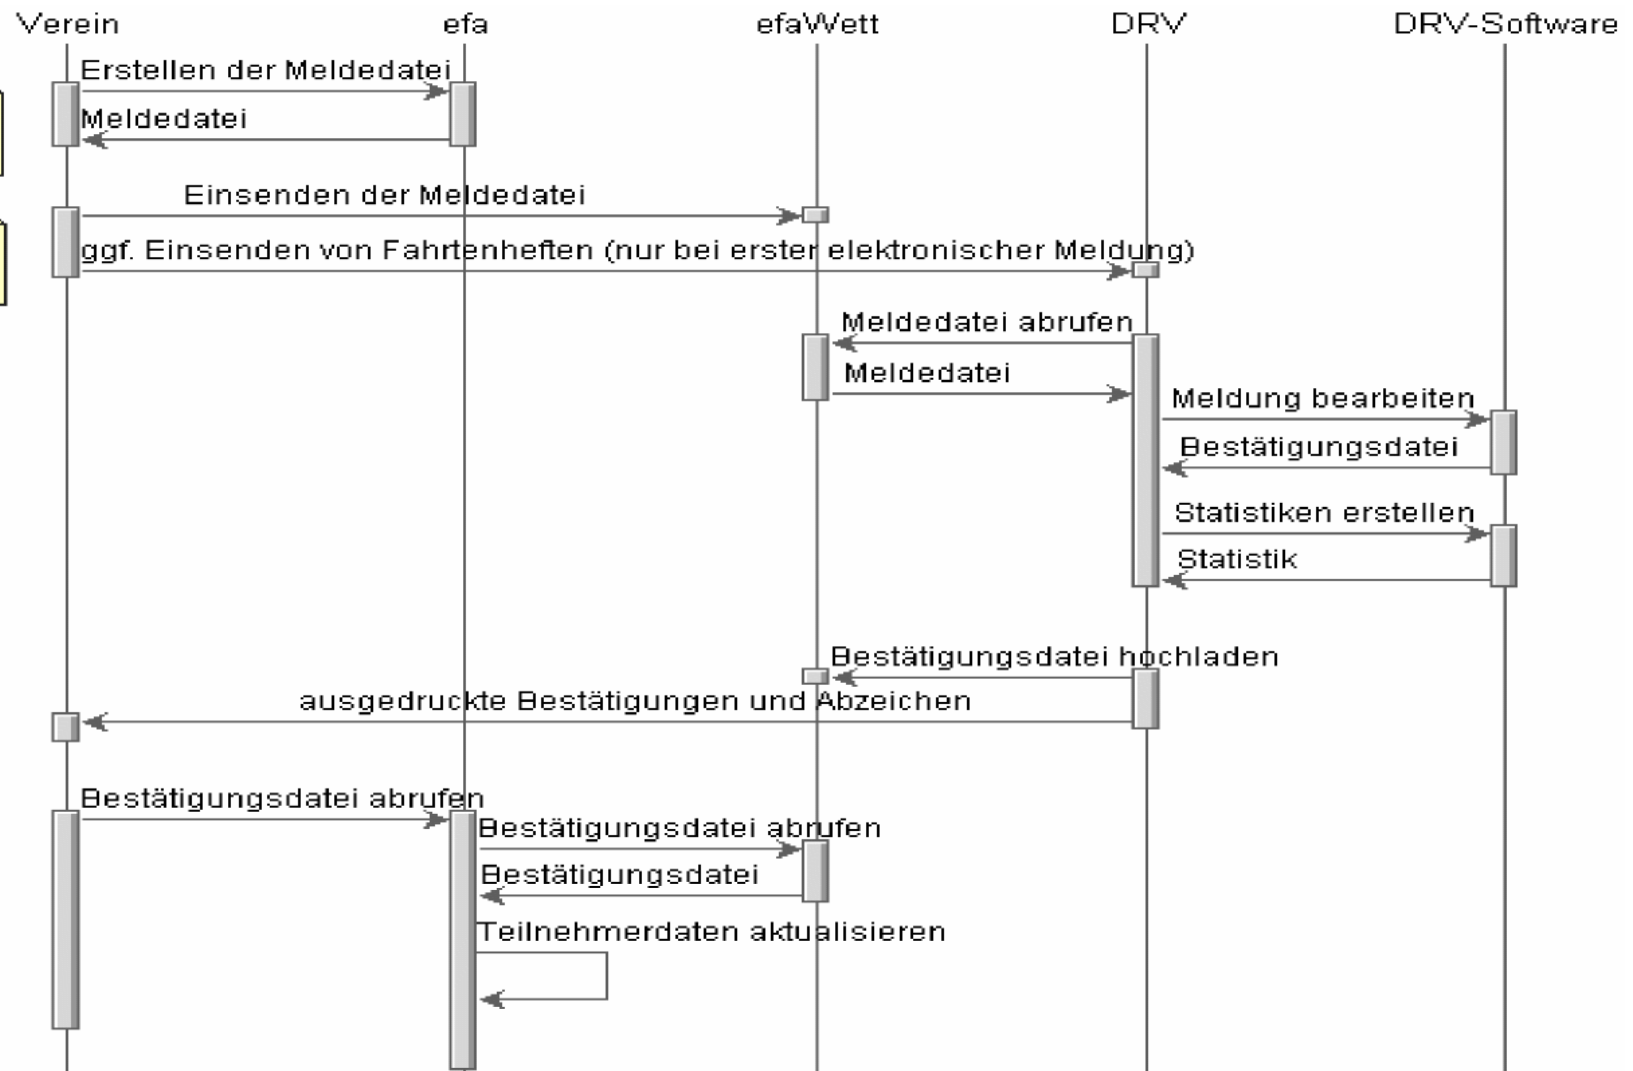 Verein efa efaWett DRV DRV-Software
Erstellen der Meldedatei
Meldedatei
Einsenden der Meldedatei
ggf. Einsenden von Fahrtenheften (nur bei erster elektronischer Meldung)
Meldedatei abrufen
Meldedatei
Meldung bearbeiten
Bestätigungsdatei
Statistiken erstellen
Statistik
Bestätigungsdatei hochladen
ausgedruckte Bestätigungen und Abzeichen
Bestätigungsdatei abrufen
Bestätigungsdatei abrufen
Bestätigungsdatei
Teilnehmerdaten aktualisieren